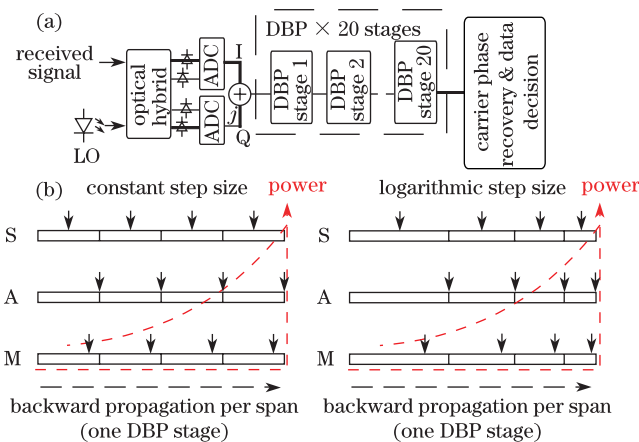 (a)
received
signal
LO
optical
hybrid
ADC
ADC
I
j
Q
DBP × 20 stages
DBP
stage 1
DBP
stage 2
DBP
stage 20
carrier phase
recovery & data
decision
(b)
constant step size
power
logarithmic step size
power
S
S
A
A
M
M
backward propagation per span
(one DBP stage)
backward propagation per span
(one DBP stage)